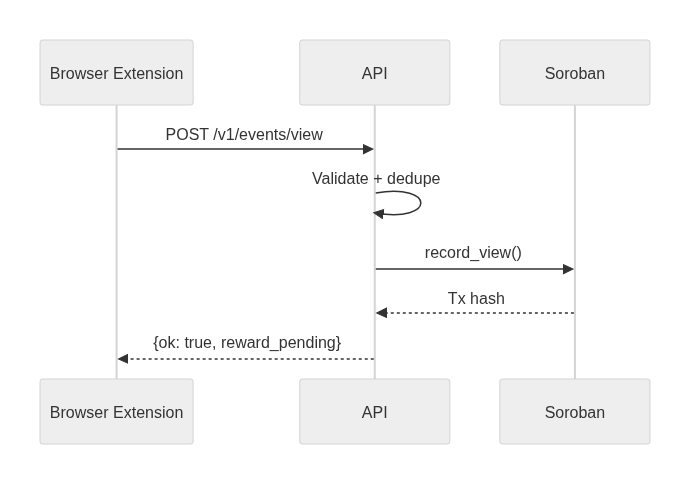 Browser Extension
API
Soroban
POST /v1/events/view
Validate + dedupe
record_view()
Tx hash
{ok: true, reward_pending}
Browser Extension
API
Soroban